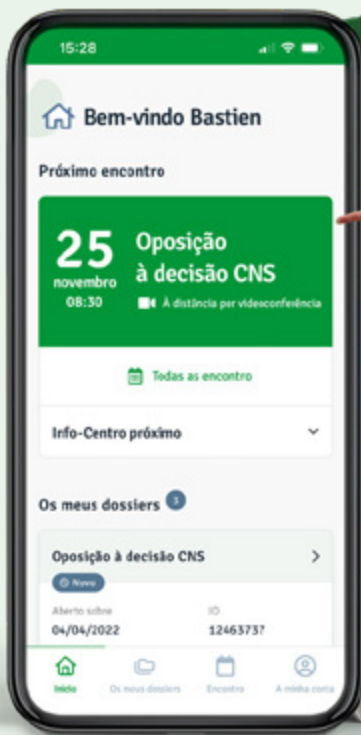 15:28
Bem-vindo Bastien
Próximo encontro
25
novembro
08:30
Oposição
à decisão CNS
À distância por videsconferência
Todas as encontro
Info-Centro próximo
Os meus dossiers 3
Oposição à decisão CNS
Novo
Aberto sobre
04/04/2022
ID
12463737
Início
Os meus dossiers
Encontro
A minha conta